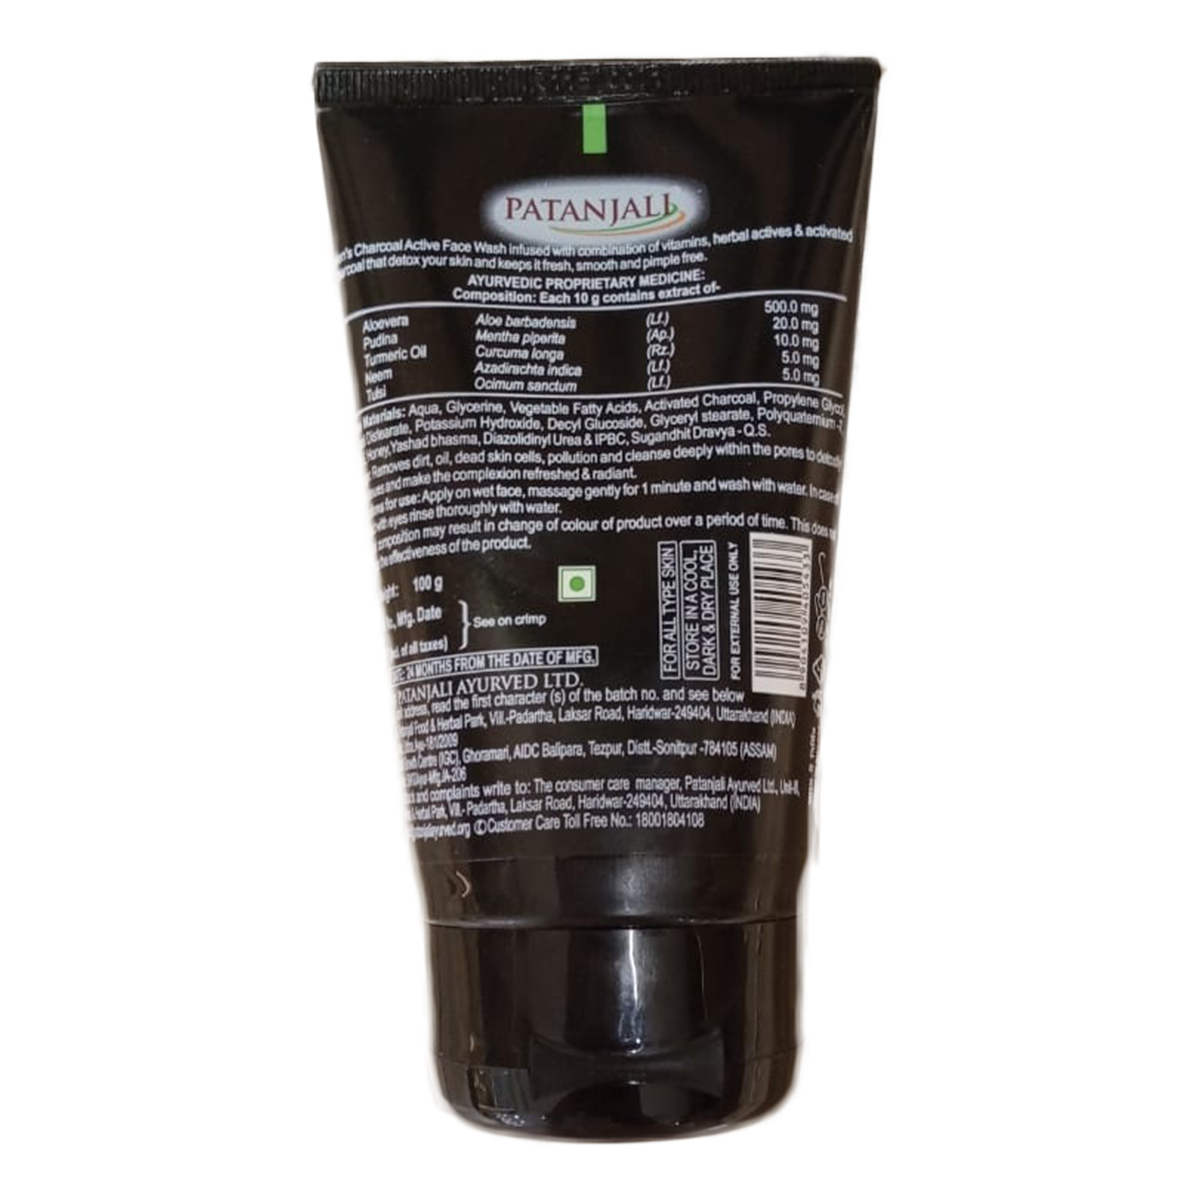 PATANJALI
Charcoal Active Face Wash infused with combination of vitamins, herbal actives & activated
that detox your skin and keeps it fresh, smooth and pimple free.
AYURVEDIC PROPRIETARY MEDICINE:
Composition: Each 10 g contains extract of-
Aloevera Aloe barbadensis (Lf.) 500.0 mg
Pudina Mentha piperita (Ap.) 20.0 mg
Turmeric Oil Curcuma longa (Rz.) 10.0 mg
Neem Azadirachta indica (Lf.) 5.0 mg
Tulsi Ocimum sanctum (Lf.) 5.0 mg
Materials: Aqua, Glycerine, Vegetable Fatty Acids, Activated Charcoal, Propylene Glycol,
Distearate, Potassium Hydroxide, Decyl Glucoside, Glyceryl stearate, Polyquaternium -7,
Honey, Yashad bhasma, Diazolidinyl Urea & IPBC, Sugandhit Dravya - Q.S.
Removes dirt, oil, dead skin cells, pollution and cleanse deeply within the pores to detoxify
and make the complexion refreshed & radiant.
for use: Apply on wet face, massage gently for 1 minute and wash with water. In case of
with eyes rinse thoroughly with water.
composition may result in change of colour of product over a period of time. This does not
the effectiveness of the product.
100 g
Mfg. Date
of all taxes)
See on crimp
24 MONTHS FROM THE DATE OF MFG.
FOR ALL TYPE SKIN
STORE IN A COOL,
DARK & DRY PLACE
FOR EXTERNAL USE ONLY
PATANJALI AYURVED LTD.
address, read the first character (s) of the batch no. and see below
Food & Herbal Park, Vill.-Padartha, Laksar Road, Haridwar-249404, Uttarakhand (INDIA)
Centre (IGC), Ghoramari, AIDC Balipara, Tezpur, Distt.-Sonitpur -784105 (ASSAM)
and complaints write to: The consumer care manager, Patanjali Ayurved Ltd., Unit-III,
Herbal Park, Vill.- Padartha, Laksar Road, Haridwar-249404, Uttarakhand (INDIA)
Customer Care Toll Free No.: 18001804108